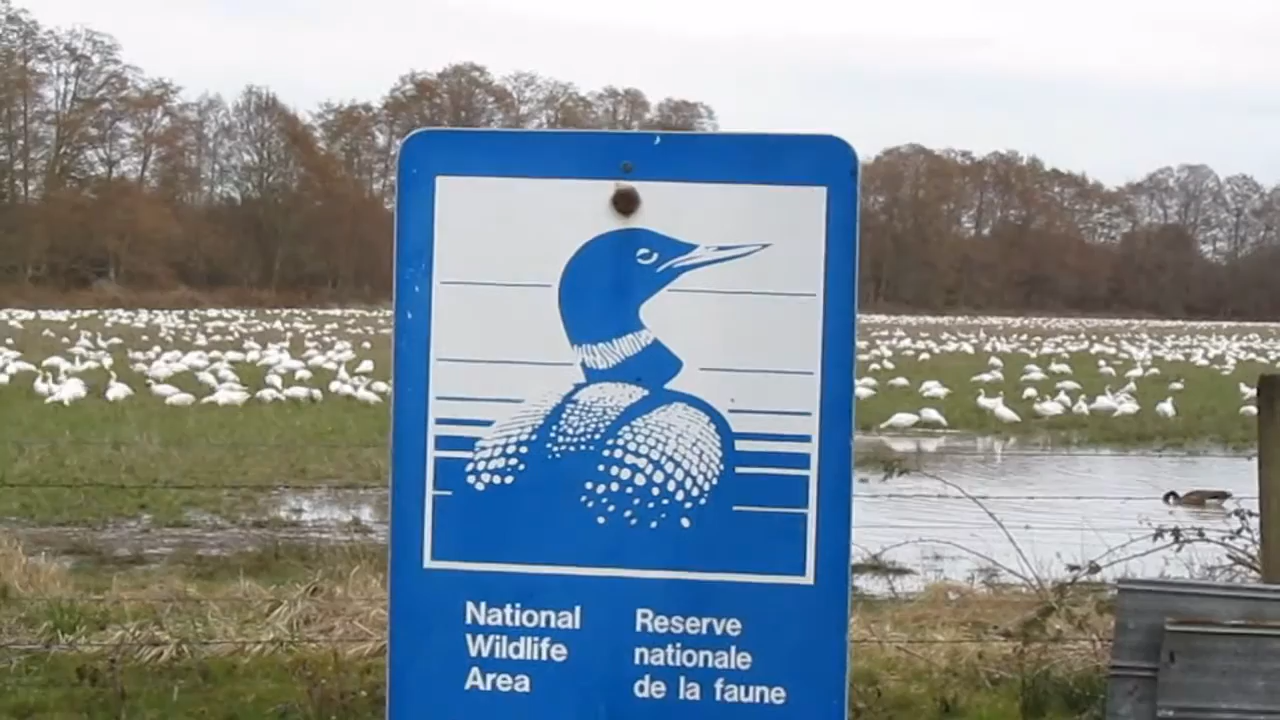 National
Wildlife
Area
Reserve
nationale
de la faune